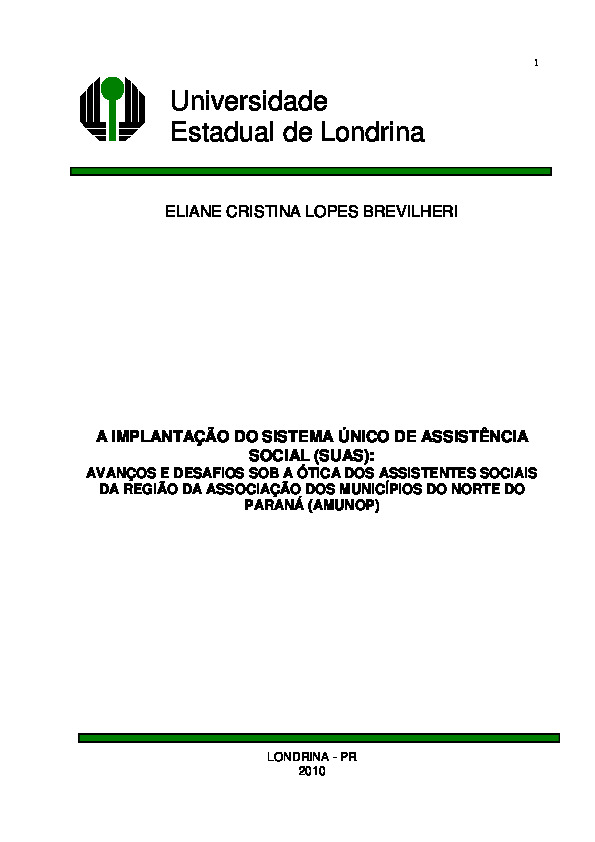 1
Universidade
Estadual de Londrina
ELIANE CRISTINA LOPES BREVILHERI
A IMPLANTAÇÃO DO SISTEMA ÚNICO DE ASSISTÊNCIA
SOCIAL (SUAS):
AVANÇOS E DESAFIOS SOB A ÓTICA DOS ASSISTENTES SOCIAIS
DA REGIÃO DA ASSOCIAÇÃO DOS MUNICÍPIOS DO NORTE DO
PARANÁ (AMUNOP)
LONDRINA - PR
2010